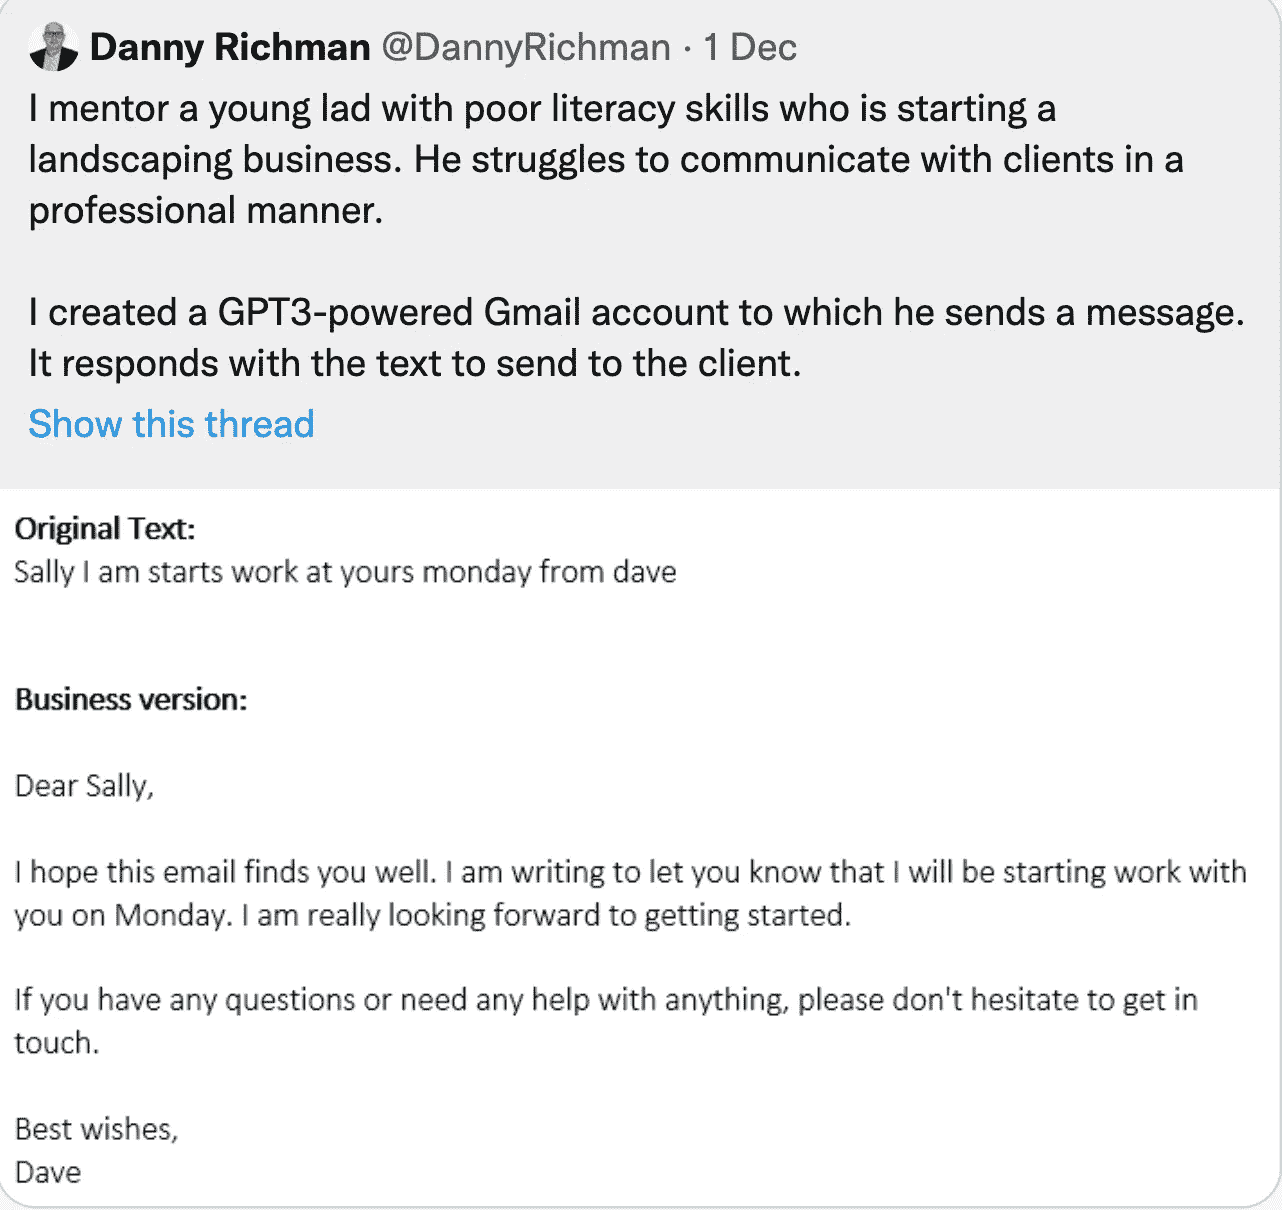 Danny Richman @DannyRichman · 1 Dec
I mentor a young lad with poor literacy skills who is starting a
landscaping business. He struggles to communicate with clients in a
professional manner.
I created a GPT3-powered Gmail account to which he sends a message.
It responds with the text to send to the client.
Show this thread
Original Text:
Sally I am starts work at yours monday from dave
Business version:
Dear Sally,
I hope this email finds you well. I am writing to let you know that I will be starting work with
you on Monday. I am really looking forward to getting started.
If you have any questions or need any help with anything, please don't hesitate to get in
touch.
Best wishes,
Dave